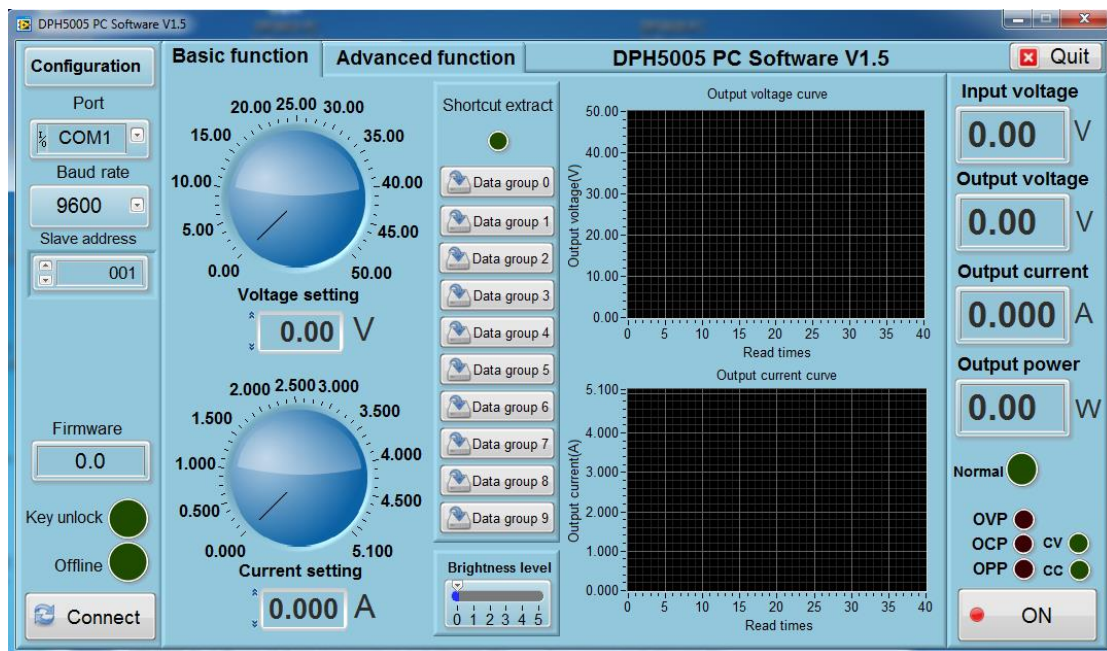 DPH5005 PC Software V1.5
Configuration
Basic function
Advanced function
DPH5005 PC Software V1.5
Quit
Port
COM1
Baud rate
9600
Slave address
001
Firmware
0.0
Key unlock
Offline
Connect
0.00
5.00
10.00
15.00
20.00
25.00
30.00
35.00
40.00
45.00
50.00
Voltage setting
0.00 V
0.000
0.500
1.000
1.500
2.000
2.500
3.000
3.500
4.000
4.500
5.100
Current setting
0.000 A
Shortcut extract
Data group 0
Data group 1
Data group 2
Data group 3
Data group 4
Data group 5
Data group 6
Data group 7
Data group 8
Data group 9
Brightness level
0 1 2 3 4 5
Output voltage curve
Output voltage(V)
50.00
40.00
30.00
20.00
10.00
0.00
0 5 10 15 20 25 30 35 40
Read times
Output current curve
Output current(A)
5.100
4.000
3.000
2.000
1.000
0.000
0 5 10 15 20 25 30 35 40
Read times
Input voltage
0.00 V
Output voltage
0.00 V
Output current
0.000 A
Output power
0.00 W
Normal
OVP
OCP CV
OPP CC
ON